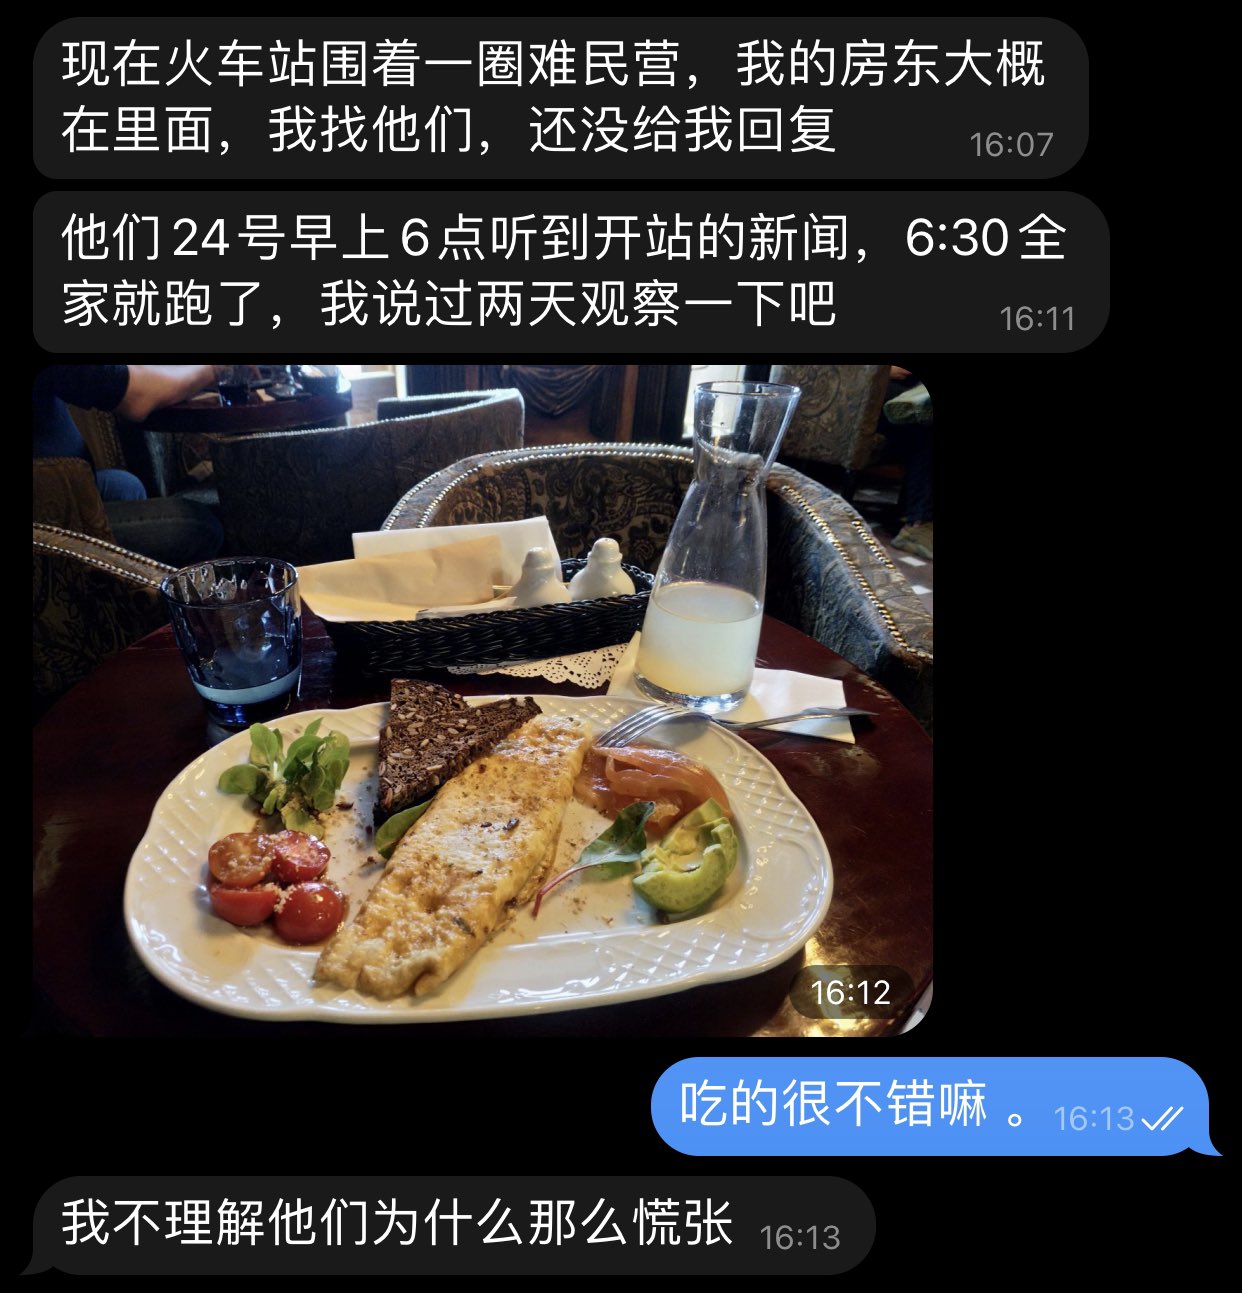 现在火车站围着一圈难民营，我的房东大概
在里面，我找他们，还没给我回复
16:07
他们24号早上6点听到开站的新闻，6:30全
家就跑了，我说过两天观察一下吧
16:11
16:12
吃的很不错嘛 。
16:13
我不理解他们为什么那么慌张
16:13